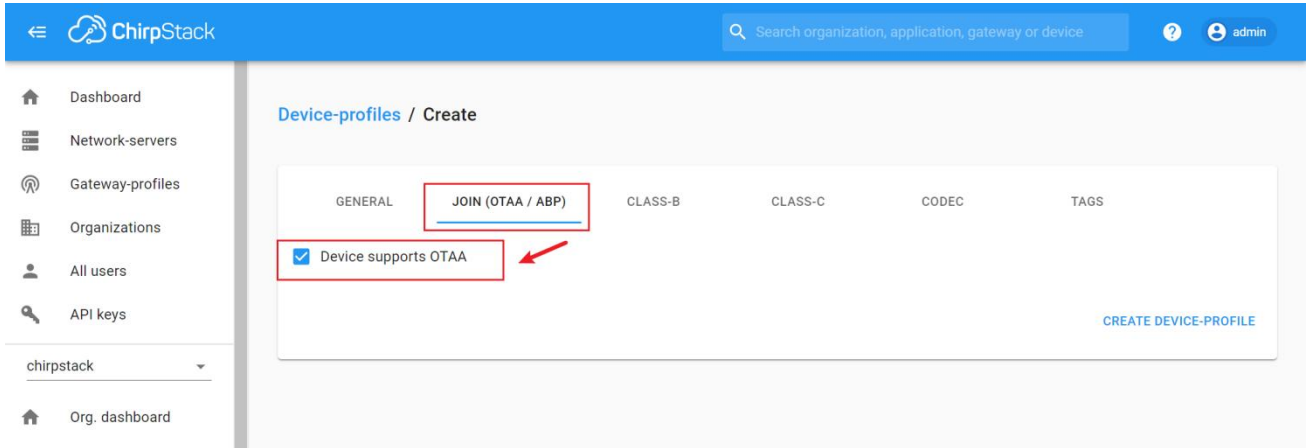 ChirpStack
Search organization, application, gateway or device
?
admin
Dashboard
Network-servers
Gateway-profiles
Organizations
All users
API keys
chirpstack
Org. dashboard
Device-profiles / Create
GENERAL JOIN (OTAA / ABP) CLASS-B CLASS-C CODEC TAGS
Device supports OTAA
CREATE DEVICE-PROFILE